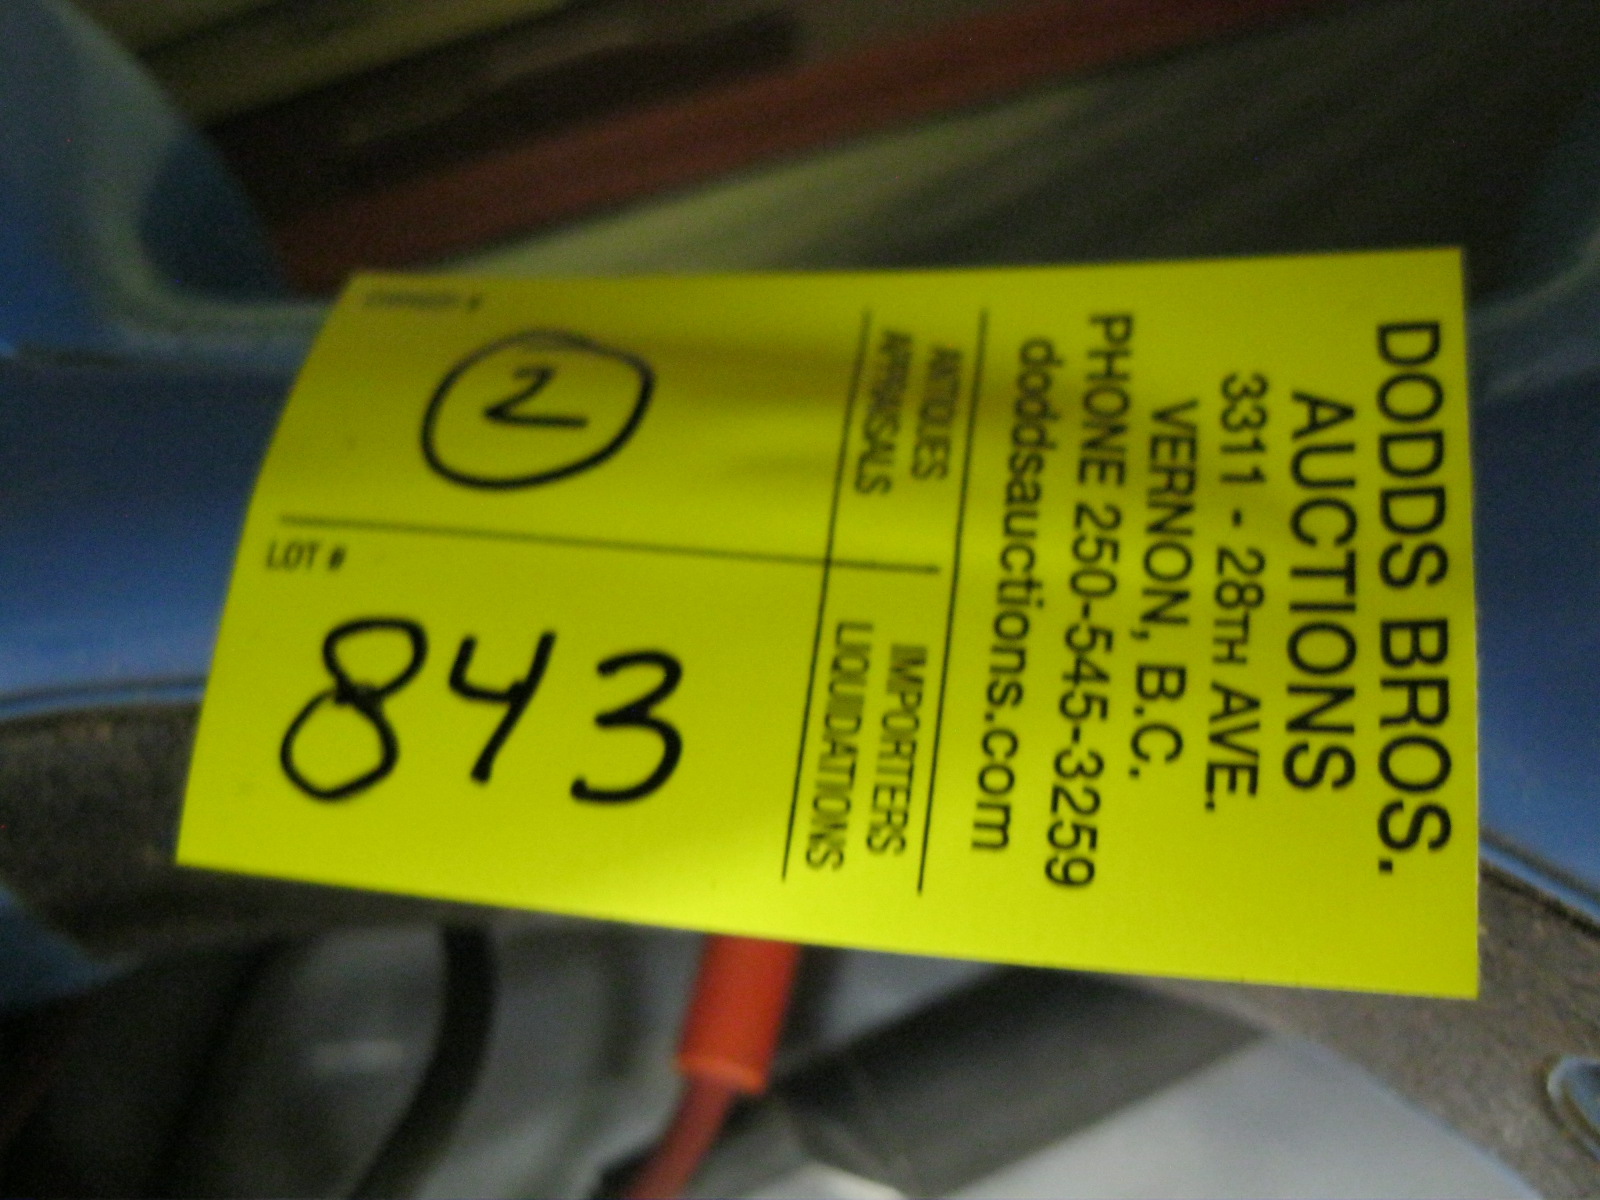 DODDS BROS.
AUCTIONS
3311 - 28TH AVE.
VERNON, B.C.
PHONE 250-545-3259
doddsauctions.com
ANTIQUES
APPRAISALS
IMPORTERS
LIQUIDATIONS
2
LOT #
843